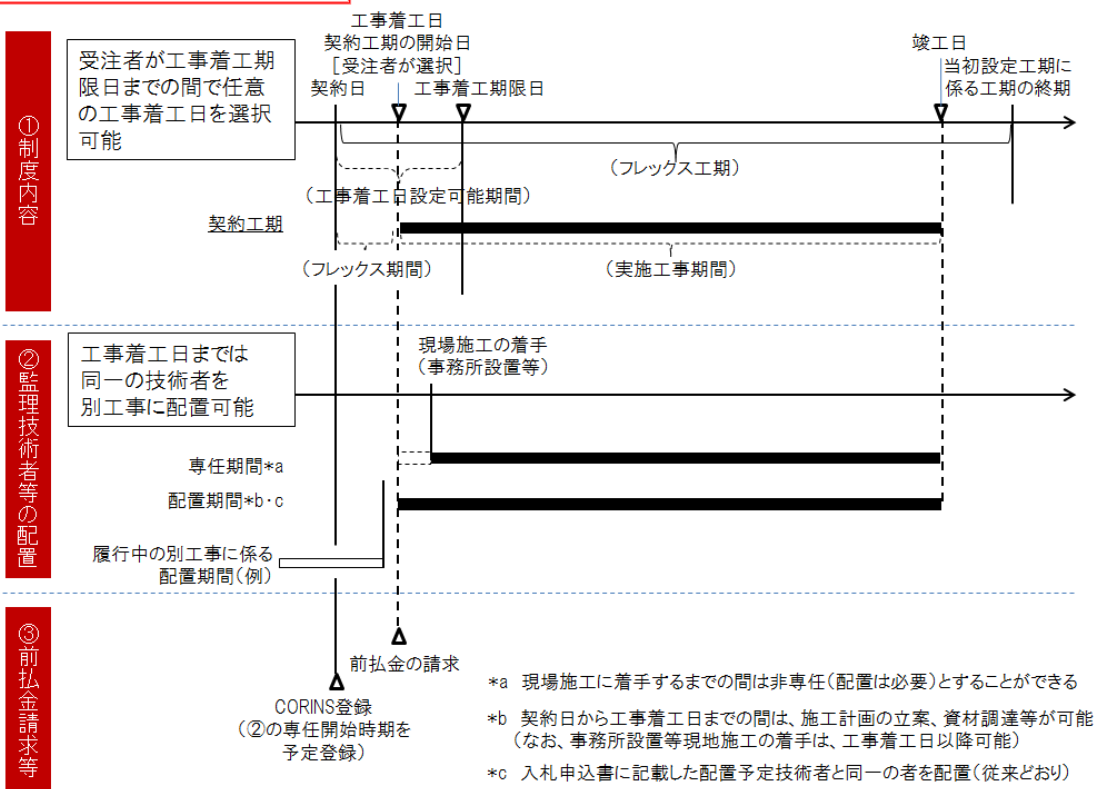 ①制度内容
受注者が工事着工期
限日までの間で任意
の工事着工日を選択
可能
工事着工日
契約工期の開始日
［受注者が選択］
契約日
工事着工期限日
竣工日
当初設定工期に
係る工期の終期
（フレックス工期）
（工事着工日設定可能期間）
契約工期
（フレックス期間）
（実施工事期間）
②監理技術者等の配置
工事着工日までは
同一の技術者を
別工事に配置可能
現場施工の着手
（事務所設置等）
専任期間*a
配置期間*b・c
履行中の別工事に係る
配置期間（例）
③前払金請求等
前払金の請求
CORINS登録
（②の専任開始時期を
予定登録）
*a 現場施工に着手するまでの間は非専任（配置は必要）とすることができる
*b 契約日から工事着工日までの間は、施工計画の立案、資材調達等が可能
（なお、事務所設置等現地施工の着手は、工事着工日以降可能）
*c 入札申込書に記載した配置予定技術者と同一の者を配置（従来どおり）